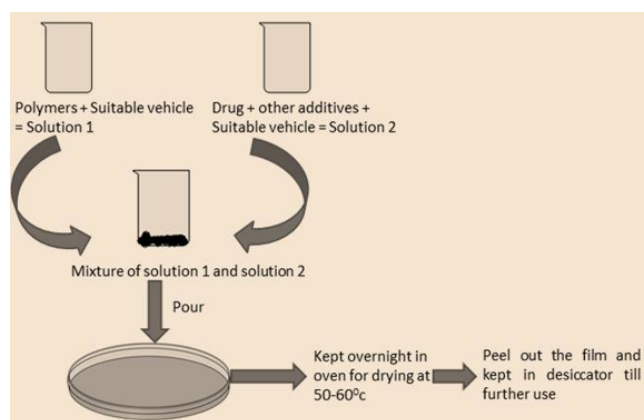 Polymers + Suitable vehicle
= Solution 1
Drug + other additives +
Suitable vehicle = Solution 2
Mixture of solution 1 and solution 2
Pour
Kept overnight in
oven for drying at
50-60⁰c
Peel out the film and
kept in desiccator till
further use